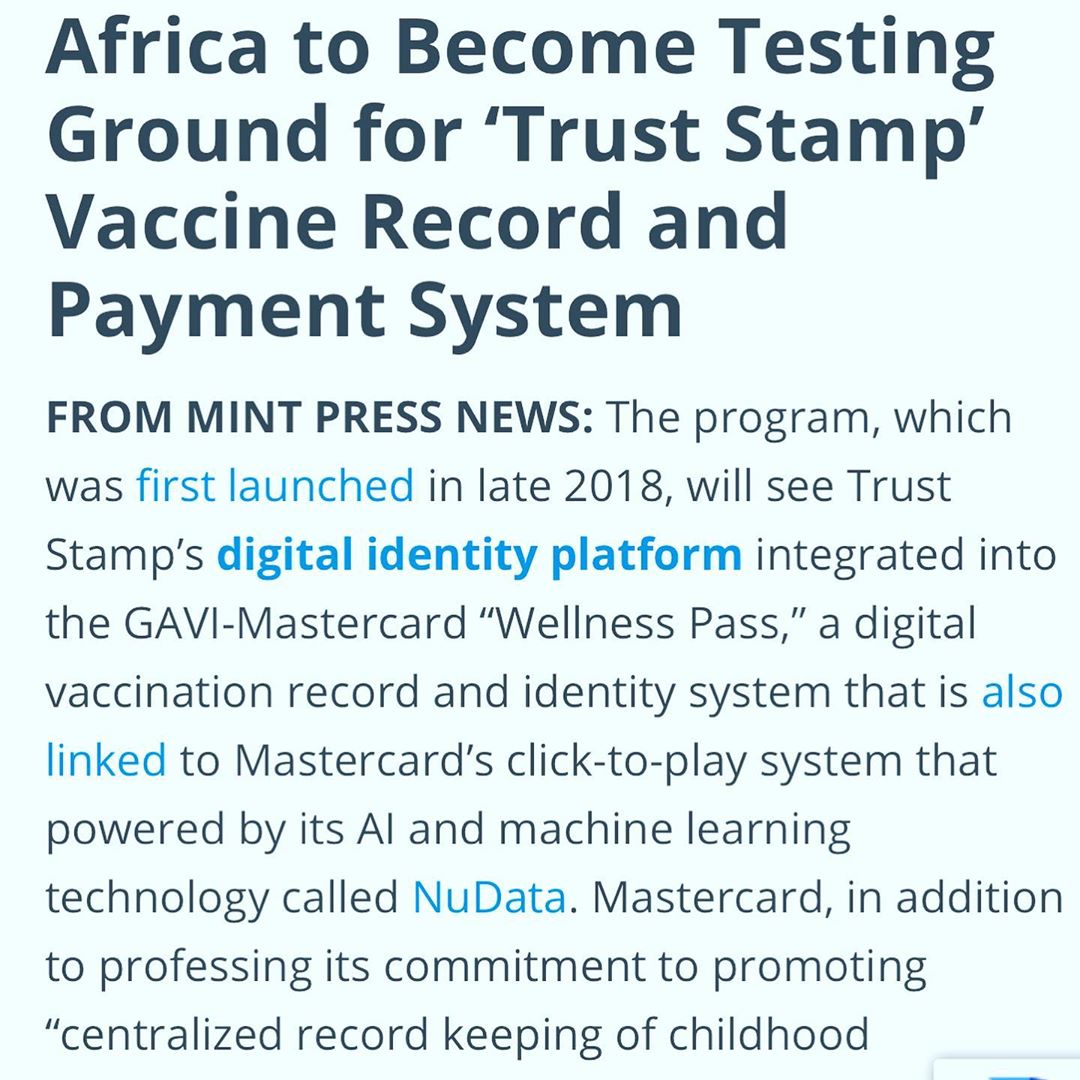 Africa to Become Testing
Ground for ‘Trust Stamp’
Vaccine Record and
Payment System
FROM MINT PRESS NEWS: The program, which
was first launched in late 2018, will see Trust
Stamp’s digital identity platform integrated into
the GAVI-Mastercard “Wellness Pass,” a digital
vaccination record and identity system that is also
linked to Mastercard’s click-to-play system that
powered by its AI and machine learning
technology called NuData. Mastercard, in addition
to professing its commitment to promoting
“centralized record keeping of childhood